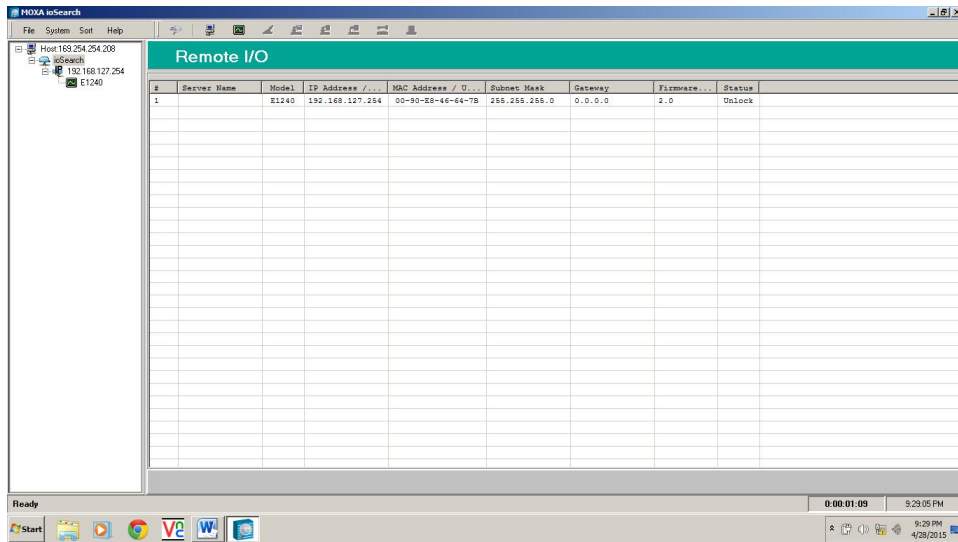 MOXA ioSearch
File System Sort Help
Host:169.254.254.208
ioSearch
192.168.127.254
E1240
Remote I/O
# Server Name Model IP Address /... MAC Address / U... Subnet Mask Gateway Firmware... Status
1 E1240 192.168.127.254 00-90-E8-46-64-7B 255.255.255.0 0.0.0.0 2.0 Unlock
Ready 0:00:01:09 9:29:05 PM
Start 9:29 PM
4/28/2015